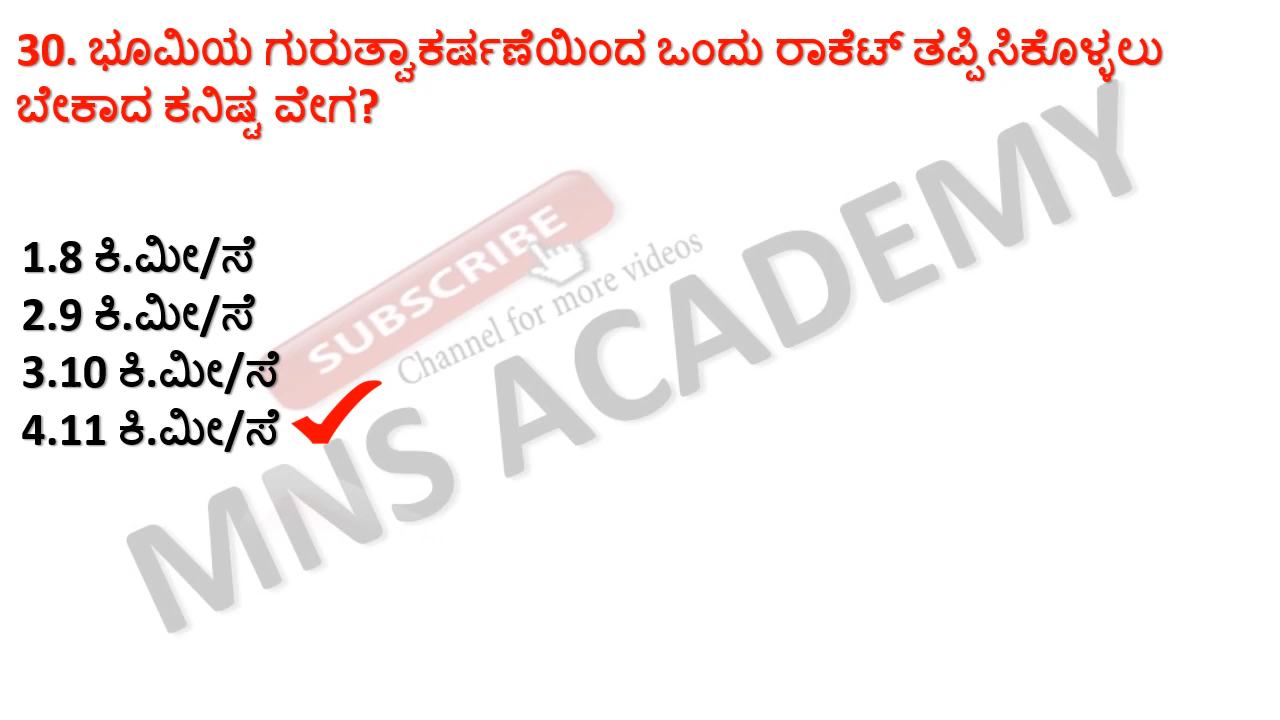 30. ಭೂಮಿಯ ಗುರುತ್ವಾಕರ್ಷಣೆಯಿಂದ ಒಂದು ರಾಕೆಟ್ ತಪ್ಪಿಸಿಕೊಳ್ಳಲು
ಬೇಕಾದ ಕನಿಷ್ಟ ವೇಗ?
1.8 ಕಿ.ಮೀ/ಸೆ
2.9 ಕಿ.ಮೀ/ಸೆ
3.10 ಕಿ.ಮೀ/ಸೆ
4.11 ಕಿ.ಮೀ/ಸೆ
SUBSCRIBE
Channel for more videos
MNS ACADEMY